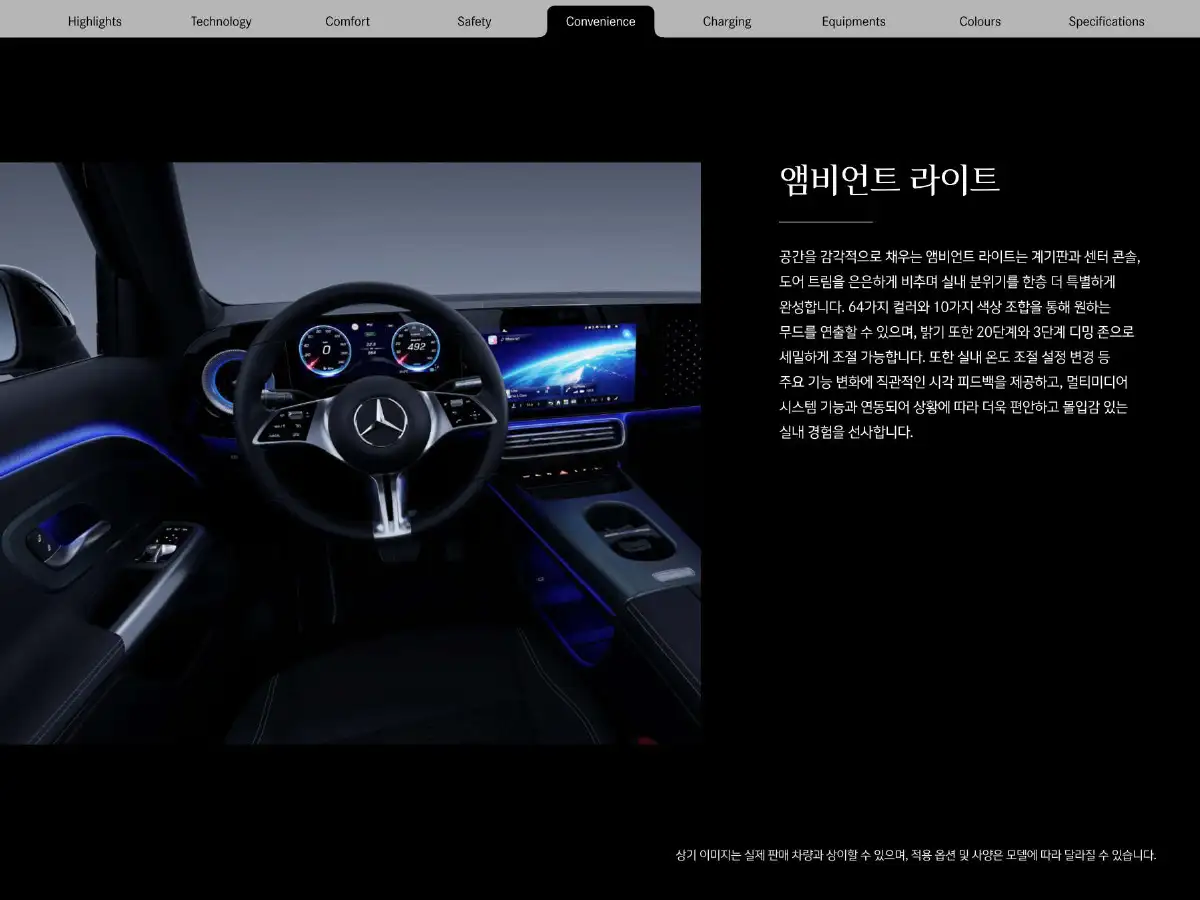 Highlights
Technology
Comfort
Safety
Convenience
Charging
Equipments
Colours
Specifications
앰비언트 라이트
공간을 감각적으로 채우는 앰비언트 라이트는 계기판과 센터 콘솔,
도어 트림을 은은하게 비추며 실내 분위기를 한층 더 특별하게
완성합니다. 64가지 컬러와 10가지 색상 조합을 통해 원하는
무드를 연출할 수 있으며, 밝기 또한 20단계와 3단계 디밍 존으로
세밀하게 조절 가능합니다. 또한 실내 온도 조절 설정 변경 등
주요 기능 변화에 직관적인 시각 피드백을 제공하고, 멀티미디어
시스템 기능과 연동되어 상황에 따라 더욱 편안하고 몰입감 있는
실내 경험을 선사합니다.
0
492
상기 이미지는 실제 판매 차량과 상이할 수 있으며, 적용 옵션 및 사양은 모델에 따라 달라질 수 있습니다.